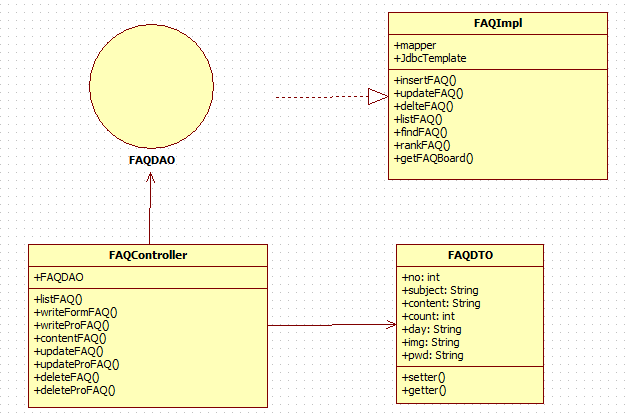 FAQDAO
FAQImpl
+mapper
+JdbcTemplate
+insertFAQ()
+updateFAQ()
+delteFAQ()
+listFAQ()
+findFAQ()
+rankFAQ()
+getFAQBoard()
FAQController
+FAQDAO
+listFAQ()
+writeFormFAQ()
+writeProFAQ()
+contentFAQ()
+updateFAQ()
+updateProFAQ()
+deleteFAQ()
+deleteProFAQ()
FAQDTO
+no: int
+subject: String
+content: String
+count: int
+day: String
+img: String
+pwd: String
+setter()
+getter()